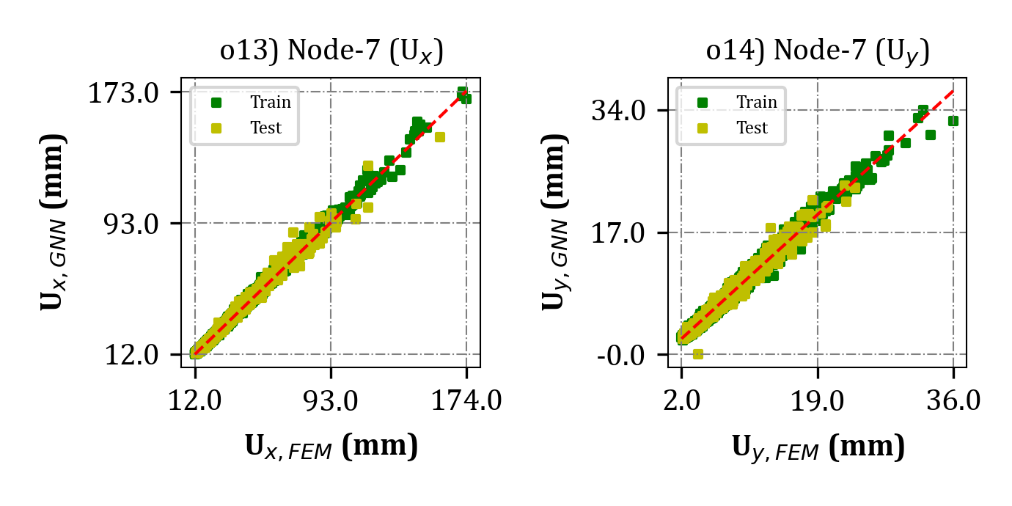 o13) Node-7 (Ux)
173.0
93.0
12.0
Train
Test
12.0 93.0 174.0
Ux, GNN (mm)
Ux, FEM (mm)
o14) Node-7 (Uy)
34.0
17.0
-0.0
Train
Test
2.0 19.0 36.0
Uy, GNN (mm)
Uy, FEM (mm)